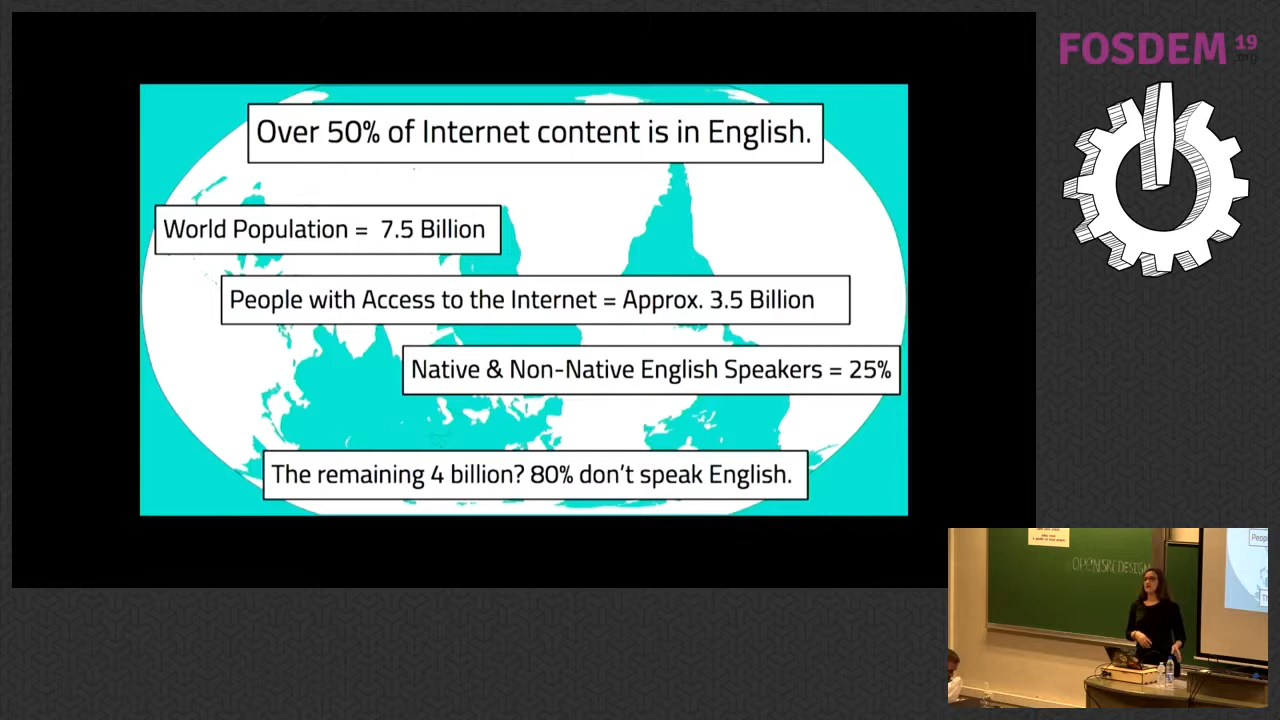 FOSDEM 19
.org
Over 50% of Internet content is in English.
World Population = 7.5 Billion
People with Access to the Internet = Approx. 3.5 Billion
Native & Non-Native English Speakers = 25%
The remaining 4 billion? 80% don't speak English.
OPENSRCDESIGN